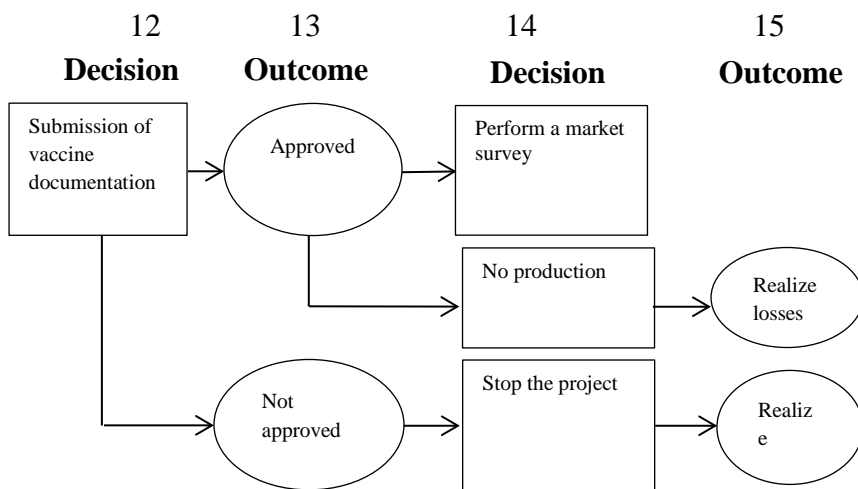 12 13 14 15
Decision Outcome Decision Outcome
Submission of
vaccine
documentation
Approved
Perform a market
survey
No production
Realize
losses
Not
approved
Stop the project
Realiz
e